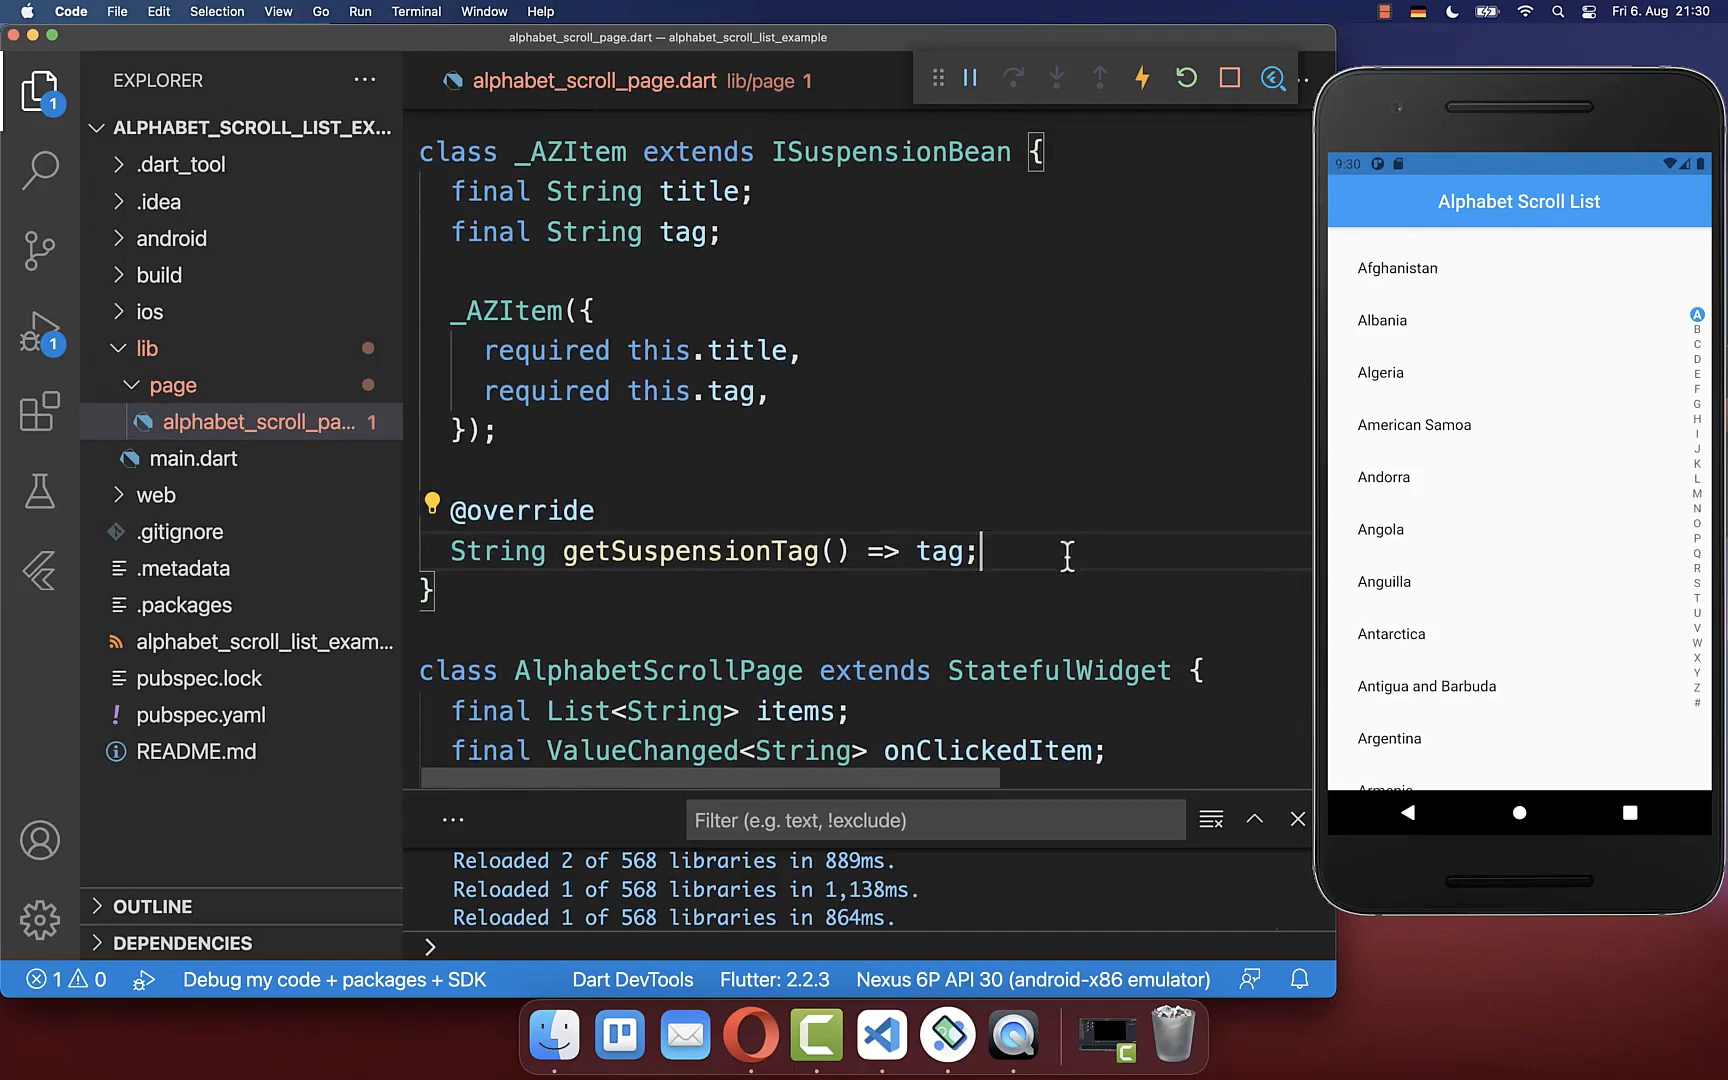 Code File Edit Selection View Go Run Terminal Window Help
Fri 6. Aug 21:30
alphabet_scroll_page.dart — alphabet_scroll_list_example
EXPLORER
ALPHABET_SCROLL_LIST_EX...
.dart_tool
.idea
android
build
ios
lib
page
alphabet_scroll_pa... 1
main.dart
web
.gitignore
.metadata
.packages
alphabet_scroll_list_exam...
pubspec.lock
pubspec.yaml
README.md
OUTLINE
DEPENDENCIES
1
1
alphabet_scroll_page.dart lib/page 1
class _AZItem extends ISuspensionBean {
final String title;
final String tag;
_AZItem({
required this.title,
required this.tag,
});
@override
String getSuspensionTag() => tag;
}
class AlphabetScrollPage extends StatefulWidget {
final List<String> items;
final ValueChanged<String> onClickedItem;
Filter (e.g. text, !exclude)
Reloaded 2 of 568 libraries in 889ms.
Reloaded 1 of 568 libraries in 1,138ms.
Reloaded 1 of 568 libraries in 864ms.
1 0 Debug my code + packages + SDK Dart DevTools Flutter: 2.2.3 Nexus 6P API 30 (android-x86 emulator)
9:30
Alphabet Scroll List
Afghanistan
Albania
Algeria
American Samoa
Andorra
Angola
Anguilla
Antarctica
Antigua and Barbuda
Argentina
Armenia
A
B
C
D
E
F
G
H
I
J
K
L
M
N
O
P
Q
R
S
T
U
V
W
X
Y
Z
#